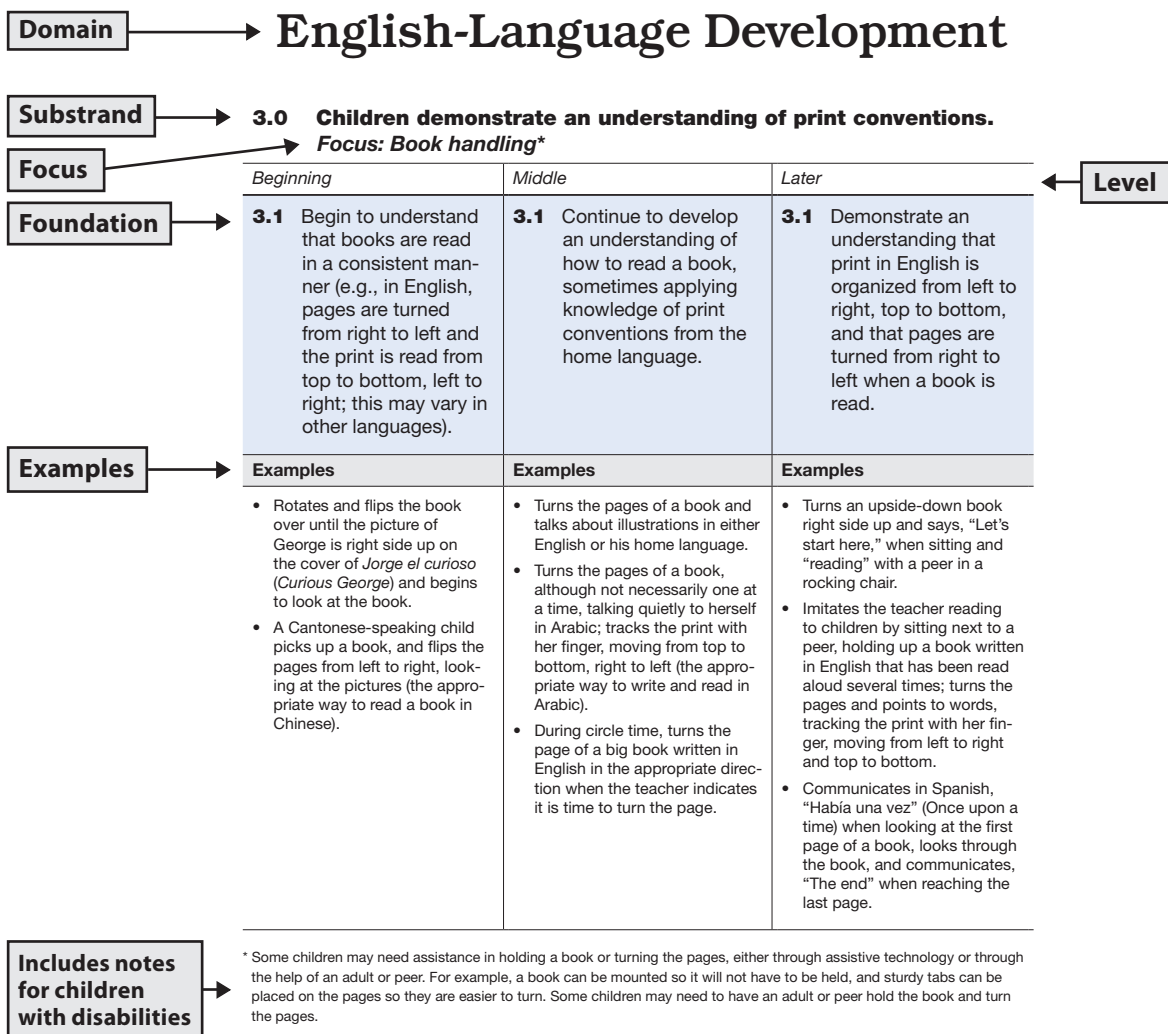 Domain
English-Language Development
Substrand
3.0 Children demonstrate an understanding of print conventions.
Focus
Focus: Book handling*
Level
Beginning
Middle
Later
Foundation
3.1 Begin to understand
that books are read
in a consistent man-
ner (e.g., in English,
pages are turned
from right to left and
the print is read from
top to bottom, left to
right; this may vary in
other languages).
3.1 Continue to develop
an understanding of
how to read a book,
sometimes applying
knowledge of print
conventions from the
home language.
3.1 Demonstrate an
understanding that
print in English is
organized from left to
right, top to bottom,
and that pages are
turned from right to
left when a book is
read.
Examples
Examples
• Rotates and flips the book
over until the picture of
George is right side up on
the cover of Jorge el curioso
(Curious George) and begins
to look at the book.
• A Cantonese-speaking child
picks up a book, and flips the
pages from left to right, look-
ing at the pictures (the appro-
priate way to read a book in
Chinese).
Examples
• Turns the pages of a book and
talks about illustrations in either
English or his home language.
• Turns the pages of a book,
although not necessarily one at
a time, talking quietly to herself
in Arabic; tracks the print with
her finger, moving from top to
bottom, right to left (the appro-
priate way to write and read in
Arabic).
• During circle time, turns the
page of a big book written in
English in the appropriate direc-
tion when the teacher indicates
it is time to turn the page.
Examples
• Turns an upside-down book
right side up and says, “Let’s
start here,” when sitting and
“reading” with a peer in a
rocking chair.
• Imitates the teacher reading
to children by sitting next to a
peer, holding up a book written
in English that has been read
aloud several times; turns the
pages and points to words,
tracking the print with her fin-
ger, moving from left to right
and top to bottom.
• Communicates in Spanish,
“Había una vez” (Once upon a
time) when looking at the first
page of a book, looks through
the book, and communicates,
“The end” when reaching the
last page.
Includes notes
for children
with disabilities
* Some children may need assistance in holding a book or turning the pages, either through assistive technology or through
the help of an adult or peer. For example, a book can be mounted so it will not have to be held, and sturdy tabs can be
placed on the pages so they are easier to turn. Some children may need to have an adult or peer hold the book and turn
the pages.